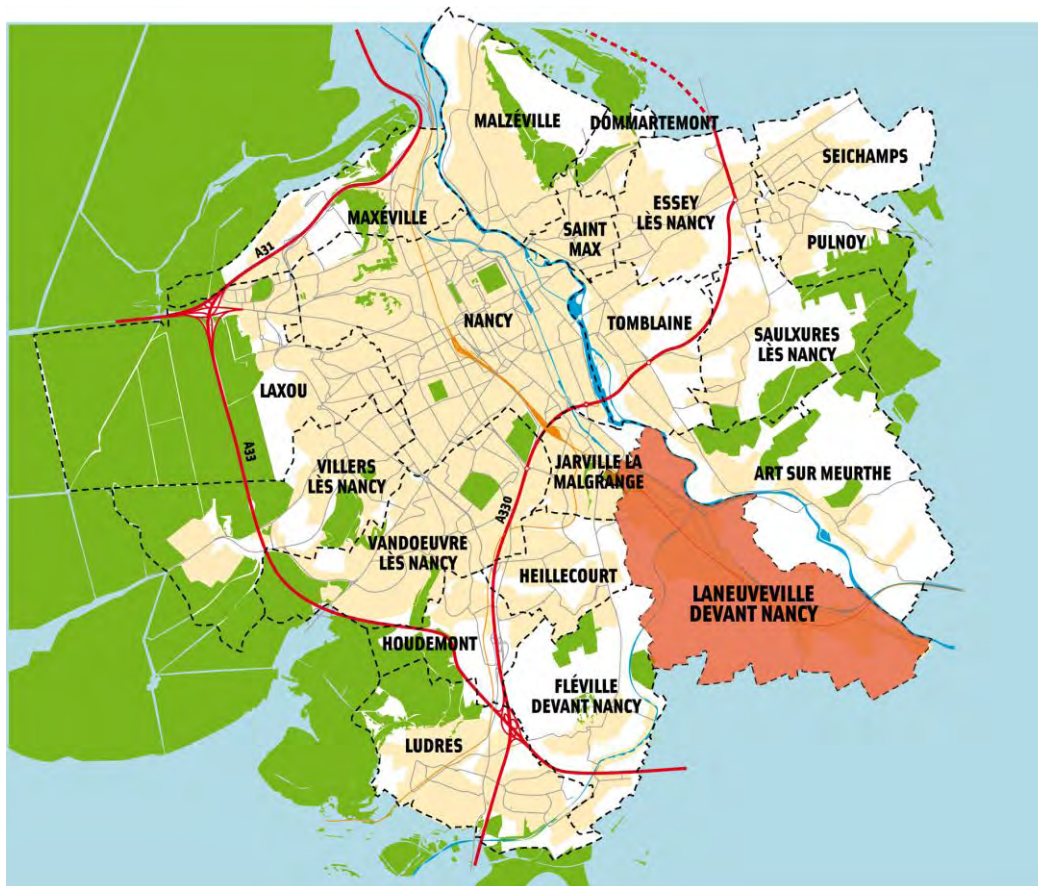 MALZÉVILLE
DOMMARTEMONT
SEICHAMPS
MAXÉVILLE
ESSEY
LÈS NANCY
SAINT
MAX
PULNOY
A31
NANCY
TOMBLAINE
SAULXURES
LÈS NANCY
LAXOU
A33
VILLERS
LÈS NANCY
JARVILLE LA
MALGRANGE
ART SUR MEURTHE
A330
VANDOEUVRE
LÈS NANCY
HEILLECOURT
LANEUVEVILLE
DEVANT NANCY
HOUDEMONT
FLÉVILLE
DEVANT NANCY
LUDRES